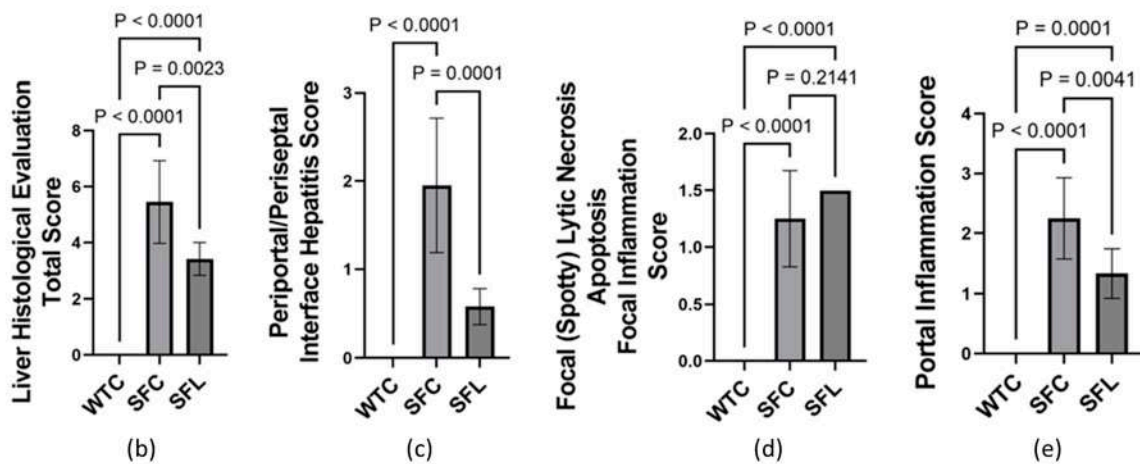 P < 0.0001
P = 0.0023
P < 0.0001
Liver Histological Evaluation
Total Score
8
6
4
2
0
WTC
SFC
SFL
(b)
P < 0.0001
P = 0.0001
Periportal/Periseptal
Interface Hepatitis Score
3
2
1
0
WTC
SFC
SFL
(c)
P < 0.0001
P = 0.2141
P < 0.0001
Focal (Spotty) Lytic Necrosis
Apoptosis
Focal Inflammation
Score
2.0
1.5
1.0
0.5
0.0
WTC
SFC
SFL
(d)
P = 0.0001
P = 0.0041
P < 0.0001
Portal Inflammation Score
4
3
2
1
0
WTC
SFC
SFL
(e)